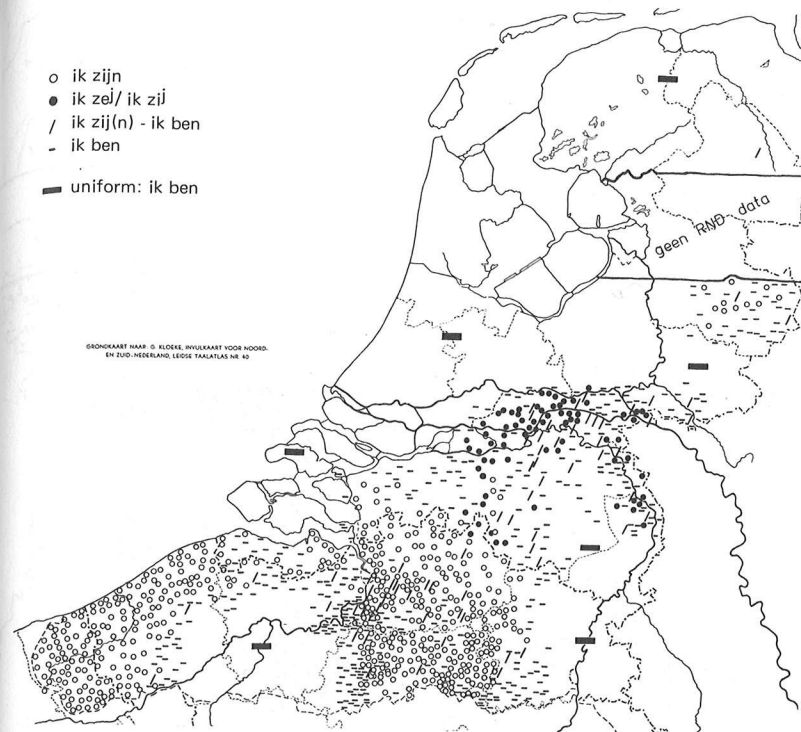 ik zijn
ik zej/ ik zij
ik zij(n) - ik ben
ik ben
uniform: ik ben
geen RND data
GRONDKAART NAAR: G. KLOEKE, INVULKAART VOOR NOORD-
EN ZUID-NEDERLAND, LEIDSE TAALATLAS NR. 40